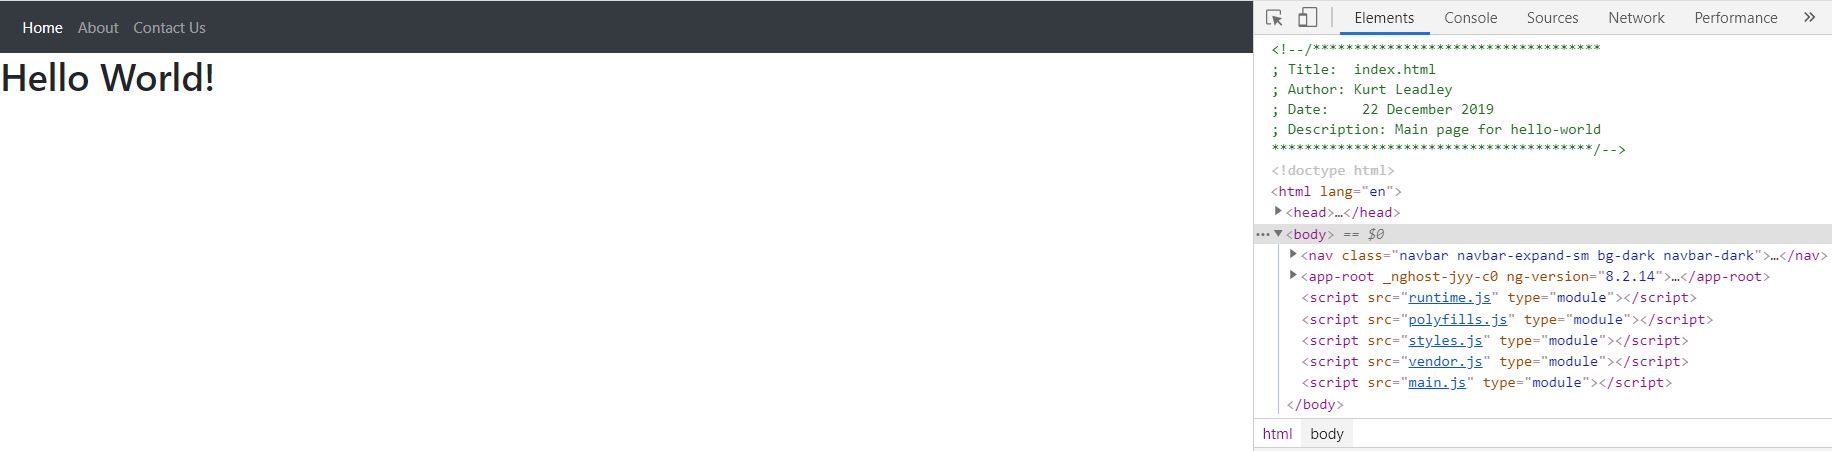 Home About Contact Us
Hello World!
Elements Console Sources Network Performance »
<!--/***********************************
; Title:  index.html
; Author: Kurt Leadley
; Date:    22 December 2019
; Description: Main page for hello-world
***************************************/-->
<!doctype html>
<html lang="en">
<head>…</head>
<body> == $0
<nav class="navbar navbar-expand-sm bg-dark navbar-dark">…</nav>
<app-root _nghost-jyy-c0 ng-version="8.2.14">…</app-root>
<script src="runtime.js" type="module"></script>
<script src="polyfills.js" type="module"></script>
<script src="styles.js" type="module"></script>
<script src="vendor.js" type="module"></script>
<script src="main.js" type="module"></script>
</body>
html body